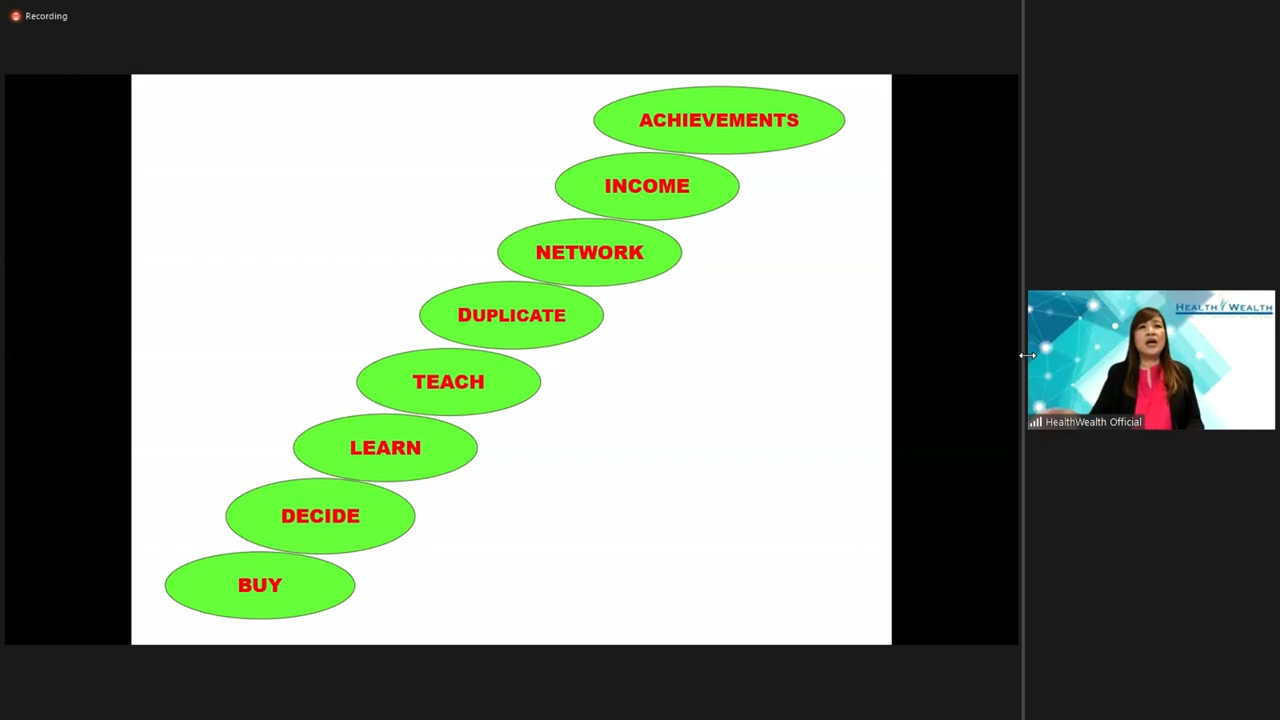 Recording
ACHIEVEMENTS
INCOME
NETWORK
DUPLICATE
TEACH
LEARN
DECIDE
BUY
HEALTH WEALTH
HealthWealth Official